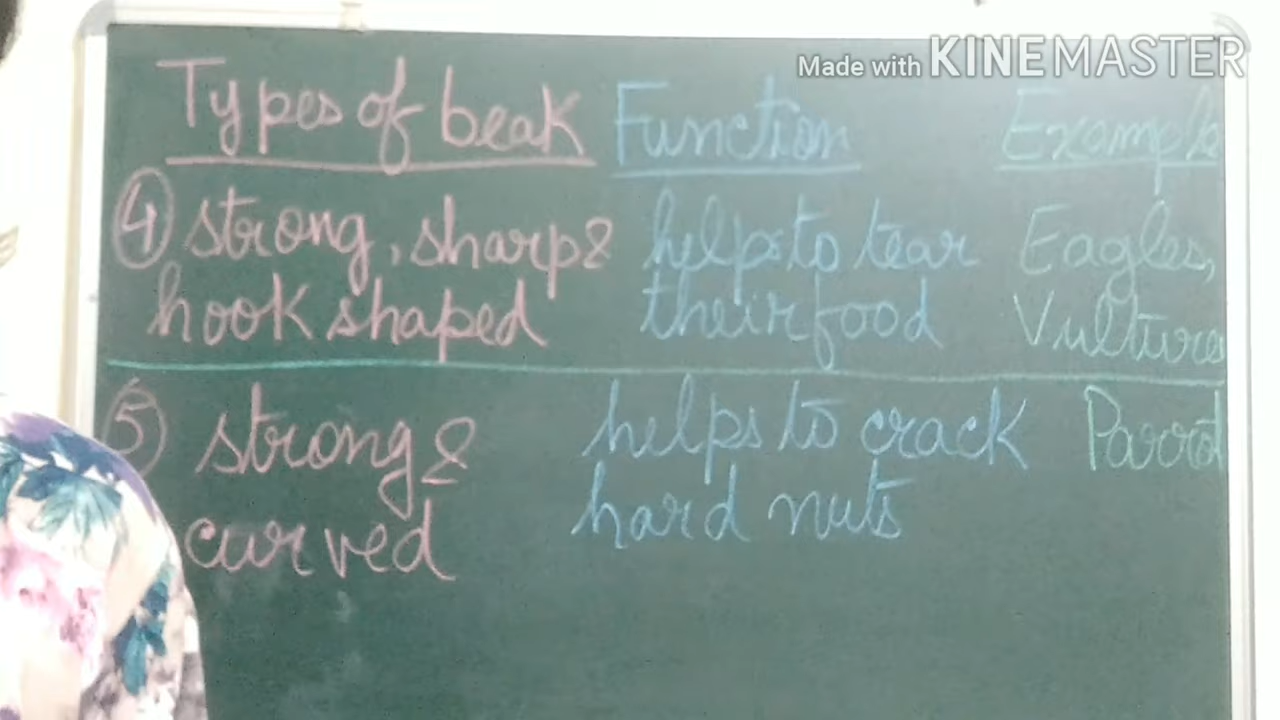 Made with KINEMASTER
Types of beak Function Example
4 strong, sharp & helps to tear Eagles,
hook shaped their food Vultures
5 strong & helps to crack Parrot
curved hard nuts